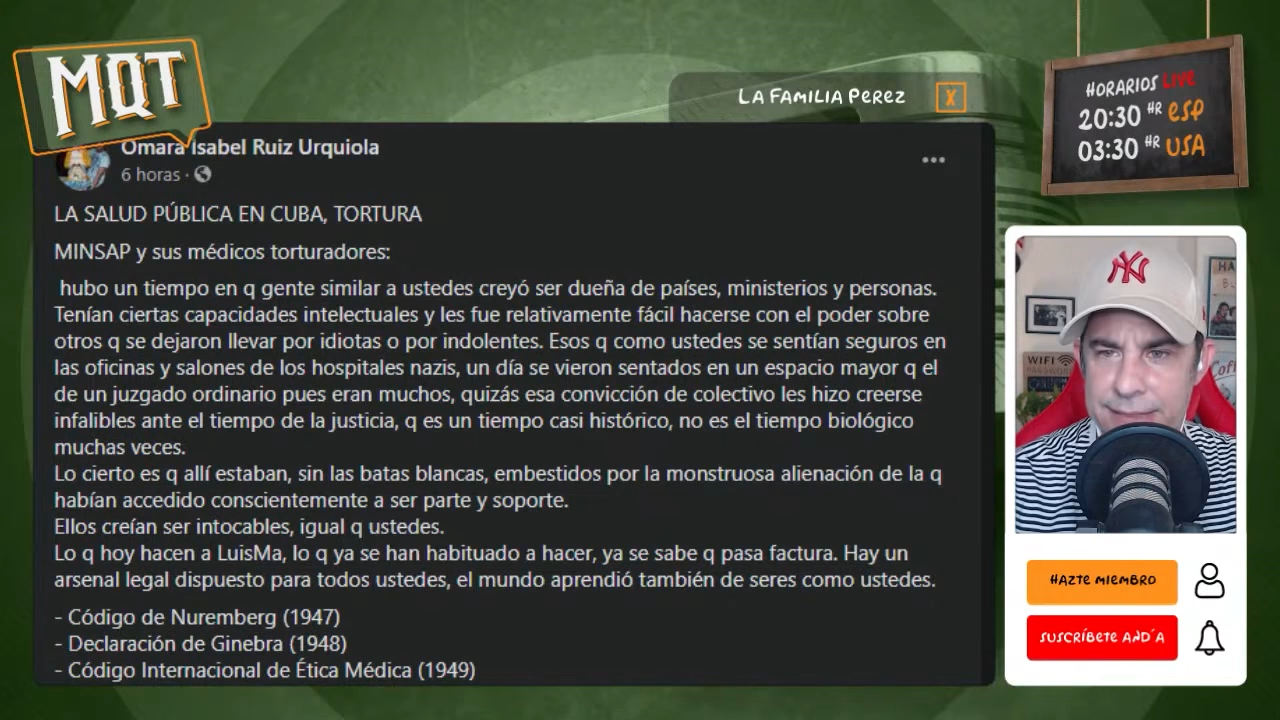 MQT
LA FAMILIA PEREZ
X
HORARIOS LIVE
20:30 HR ESP
03:30 HR USA
Omara Isabel Ruiz Urquiola
6 horas ·
LA SALUD PÚBLICA EN CUBA, TORTURA
MINSAP y sus médicos torturadores:
hubo un tiempo en q gente similar a ustedes creyó ser dueña de países, ministerios y personas.
Tenían ciertas capacidades intelectuales y les fue relativamente fácil hacerse con el poder sobre
otros q se dejaron llevar por idiotas o por indolentes. Esos q como ustedes se sentían seguros en
las oficinas y salones de los hospitales nazis, un día se vieron sentados en un espacio mayor q el
de un juzgado ordinario pues eran muchos, quizás esa convicción de colectivo les hizo creerse
infalibles ante el tiempo de la justicia, q es un tiempo casi histórico, no es el tiempo biológico
muchas veces.
Lo cierto es q allí estaban, sin las batas blancas, embestidos por la monstruosa alienación de la q
habían accedido conscientemente a ser parte y soporte.
Ellos creían ser intocables, igual q ustedes.
Lo q hoy hacen a LuisMa, lo q ya se han habituado a hacer, ya se sabe q pasa factura. Hay un
arsenal legal dispuesto para todos ustedes, el mundo aprendió también de seres como ustedes.
- Código de Nuremberg (1947)
- Declaración de Ginebra (1948)
- Código Internacional de Ética Médica (1949)
NY
WIFI
HAZTE MIEMBRO
SUSCRÍBETE AND´A